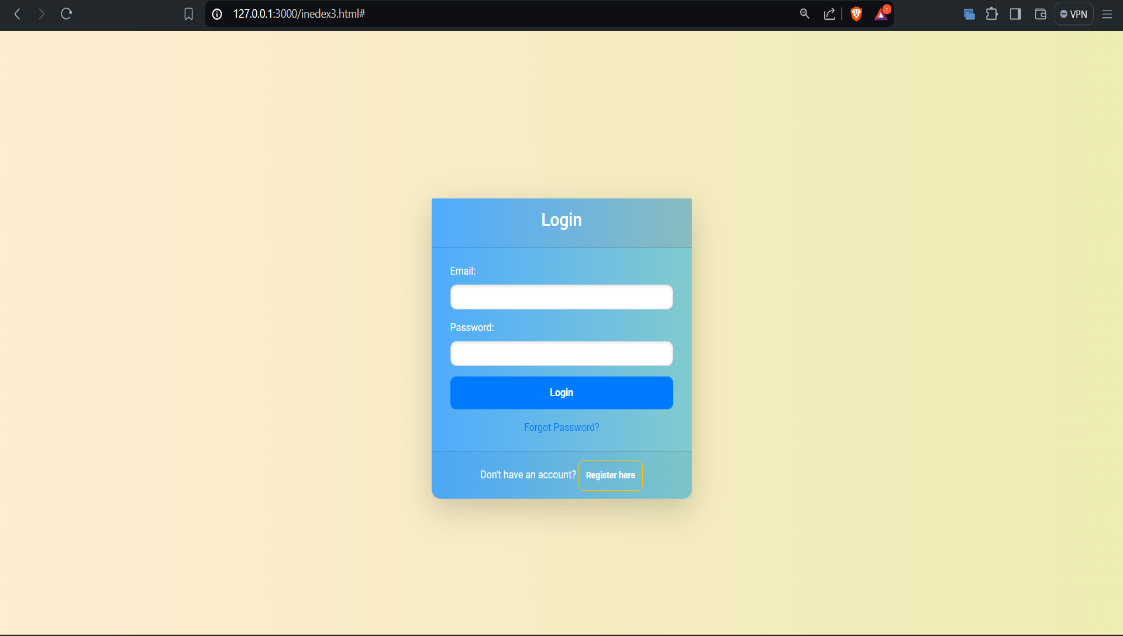 127.0.0.1:3000/inedex3.html#
VPN
Login
Email:
Password:
Login
Forgot Password?
Don't have an account? Register here